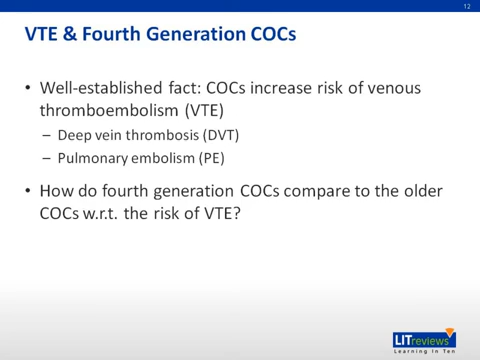 12
VTE & Fourth Generation COCs
• Well-established fact: COCs increase risk of venous
thromboembolism (VTE)
– Deep vein thrombosis (DVT)
– Pulmonary embolism (PE)
• How do fourth generation COCs compare to the older
COCs w.r.t. the risk of VTE?
LITreviews
Learning In Ten